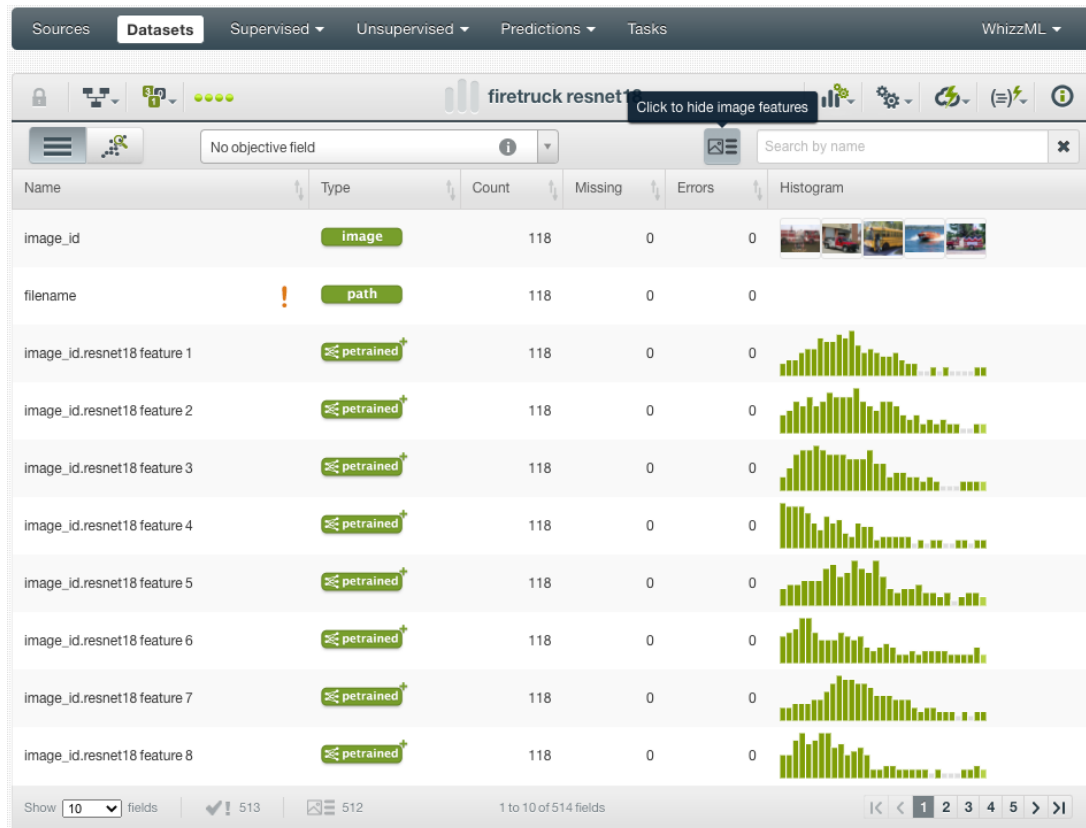 Sources Datasets Supervised Unsupervised Predictions Tasks WhizzML
firetruck resnet18
Click to hide image features
No objective field Search by name
Name Type Count Missing Errors Histogram
image_id image 118 0 0
filename ! path 118 0 0
image_id.resnet18 feature 1 petrained+ 118 0 0
image_id.resnet18 feature 2 petrained+ 118 0 0
image_id.resnet18 feature 3 petrained+ 118 0 0
image_id.resnet18 feature 4 petrained+ 118 0 0
image_id.resnet18 feature 5 petrained+ 118 0 0
image_id.resnet18 feature 6 petrained+ 118 0 0
image_id.resnet18 feature 7 petrained+ 118 0 0
image_id.resnet18 feature 8 petrained+ 118 0 0
Show 10 fields ! 513 512 1 to 10 of 514 fields 1 2 3 4 5